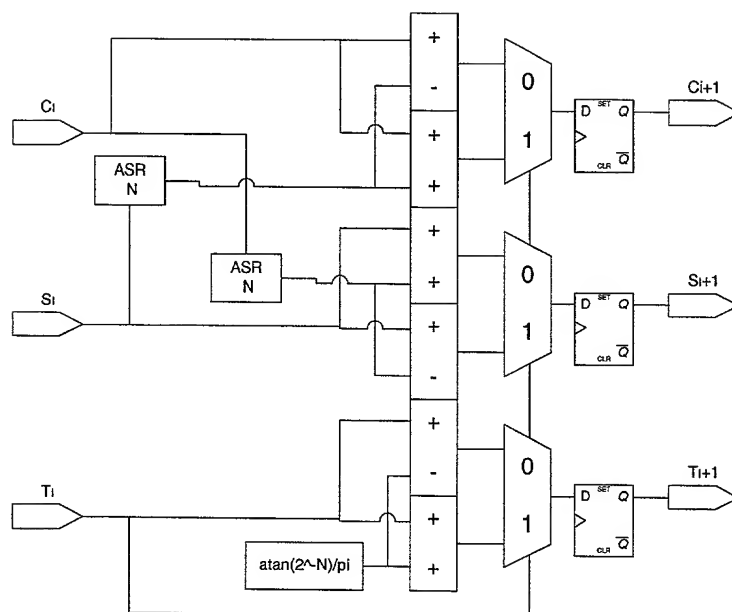 +
-
+
+
+
+
+
-
+
-
+
+
0
1
0
1
0
1
Ci
Si
Ti
ASR
N
ASR
N
atan(2^-N)/pi
D SET Q
CLR Q
D SET Q
CLR Q
D SET Q
CLR Q
Ci+1
Si+1
Ti+1